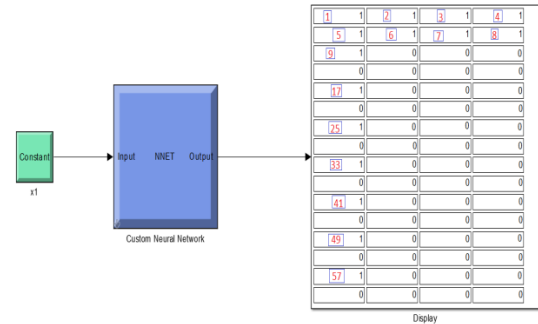 1 1 2 1 3 1 4 1
5 1 6 1 7 1 8 1
9 1 0 0 0
0 0 0 0
17 1 0 0 0
0 0 0 0
25 1 0 0 0
0 0 0 0
33 1 0 0 0
0 0 0 0
41 1 0 0 0
0 0 0 0
49 1 0 0 0
0 0 0 0
57 1 0 0 0
0 0 0 0
Constant
x1
Input NNET Output
Custom Neural Network
Display